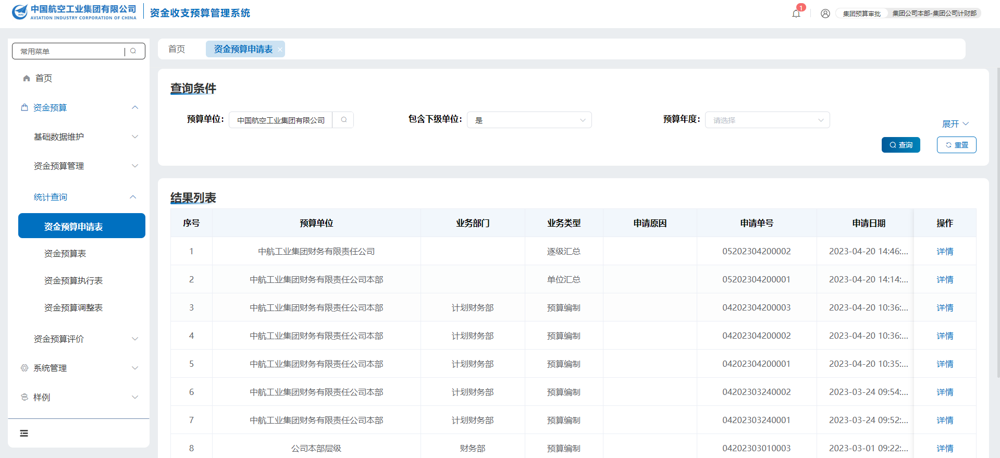 中国航空工业集团有限公司
AVIATION INDUSTRY CORPORATION OF CHINA
资金收支预算管理系统
1
集团预算审批 集团公司本部-集团公司计财部
常用菜单
首页
资金预算
基础数据维护
资金预算管理
统计查询
资金预算申请表
资金预算表
资金预算执行表
资金预算调整表
资金预算评价
系统管理
样例
首页 资金预算申请表 ×
查询条件
预算单位: 中国航空工业集团有限公司 包含下级单位: 是 预算年度: 请选择
展开
查询 重置
结果列表
序号 预算单位 业务部门 业务类型 申请原因 申请单号 申请日期 操作
1 中航工业集团财务有限责任公司 逐级汇总 05202304200002 2023-04-20 14:46:... 详情
2 中航工业集团财务有限责任公司本部 单位汇总 05202304200001 2023-04-20 14:14:... 详情
3 中航工业集团财务有限责任公司本部 计划财务部 预算编制 04202304200003 2023-04-20 10:36:... 详情
4 中航工业集团财务有限责任公司本部 计划财务部 预算编制 04202304200002 2023-04-20 10:36:... 详情
5 中航工业集团财务有限责任公司本部 计划财务部 预算编制 04202304200001 2023-04-20 10:35:... 详情
6 中航工业集团财务有限责任公司本部 计划财务部 预算编制 04202303240002 2023-03-24 09:54:... 详情
7 中航工业集团财务有限责任公司本部 计划财务部 预算编制 04202303240001 2023-03-24 09:52:... 详情
8 公司本部层级 财务部 预算编制 04202303010003 2023-03-01 09:22:... 详情